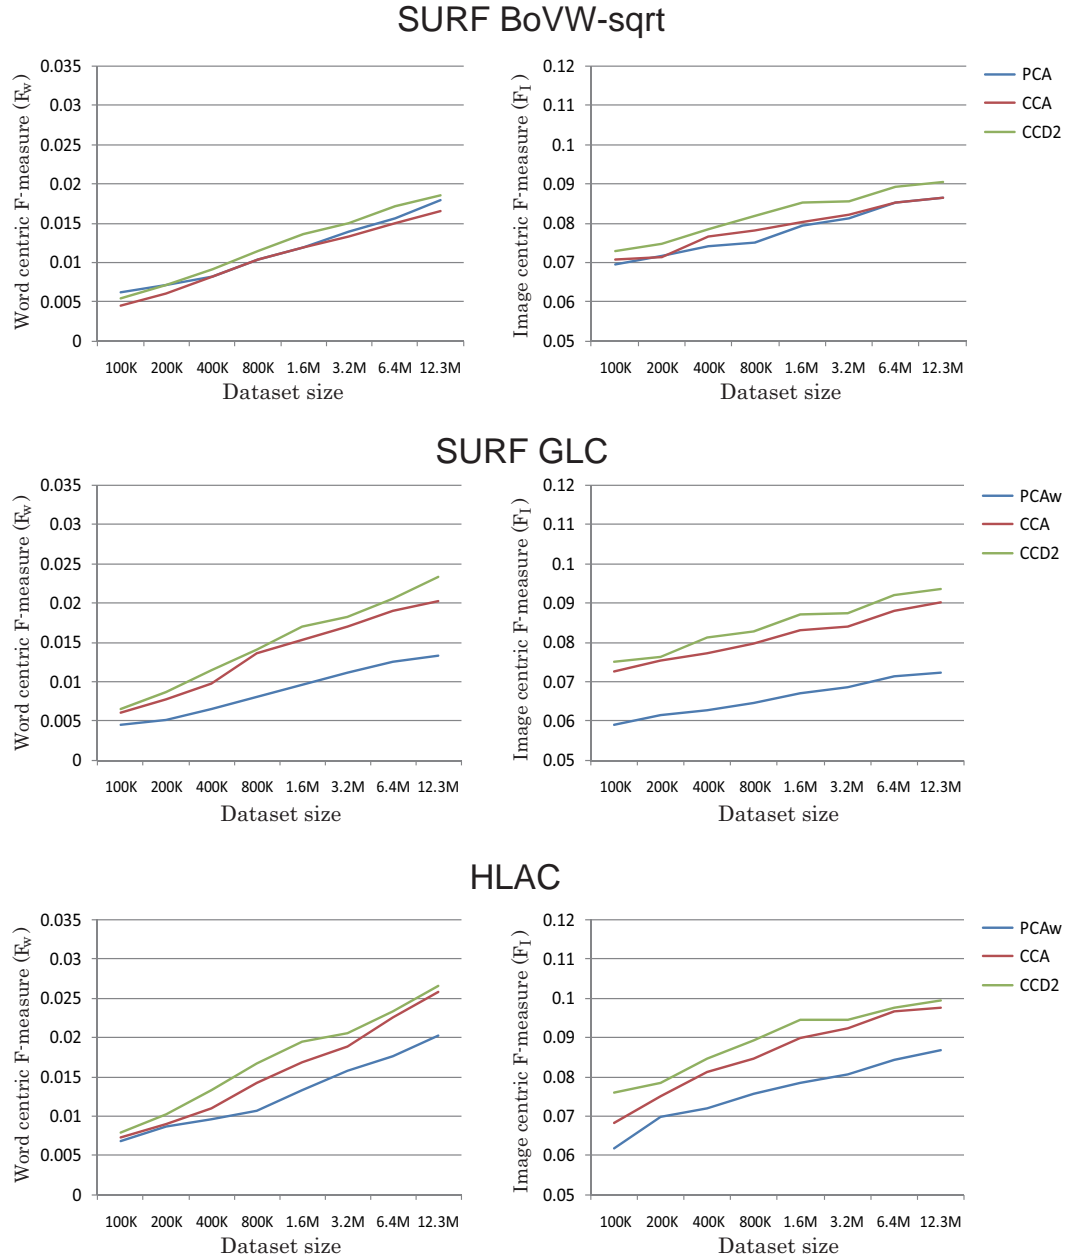 SURF BoVW-sqrt
Word centric F-measure (Fw)
0.035
0.03
0.025
0.02
0.015
0.01
0.005
0
100K 200K 400K 800K 1.6M 3.2M 6.4M 12.3M
Dataset size
Image centric F-measure (FI)
0.12
0.11
0.1
0.09
0.08
0.07
0.06
0.05
100K 200K 400K 800K 1.6M 3.2M 6.4M 12.3M
Dataset size
PCA
CCA
CCD2
SURF GLC
Word centric F-measure (Fw)
0.035
0.03
0.025
0.02
0.015
0.01
0.005
0
100K 200K 400K 800K 1.6M 3.2M 6.4M 12.3M
Dataset size
Image centric F-measure (FI)
0.12
0.11
0.1
0.09
0.08
0.07
0.06
0.05
100K 200K 400K 800K 1.6M 3.2M 6.4M 12.3M
Dataset size
PCAw
CCA
CCD2
HLAC
Word centric F-measure (Fw)
0.035
0.03
0.025
0.02
0.015
0.01
0.005
0
100K 200K 400K 800K 1.6M 3.2M 6.4M 12.3M
Dataset size
Image centric F-measure (FI)
0.12
0.11
0.1
0.09
0.08
0.07
0.06
0.05
100K 200K 400K 800K 1.6M 3.2M 6.4M 12.3M
Dataset size
PCAw
CCA
CCD2